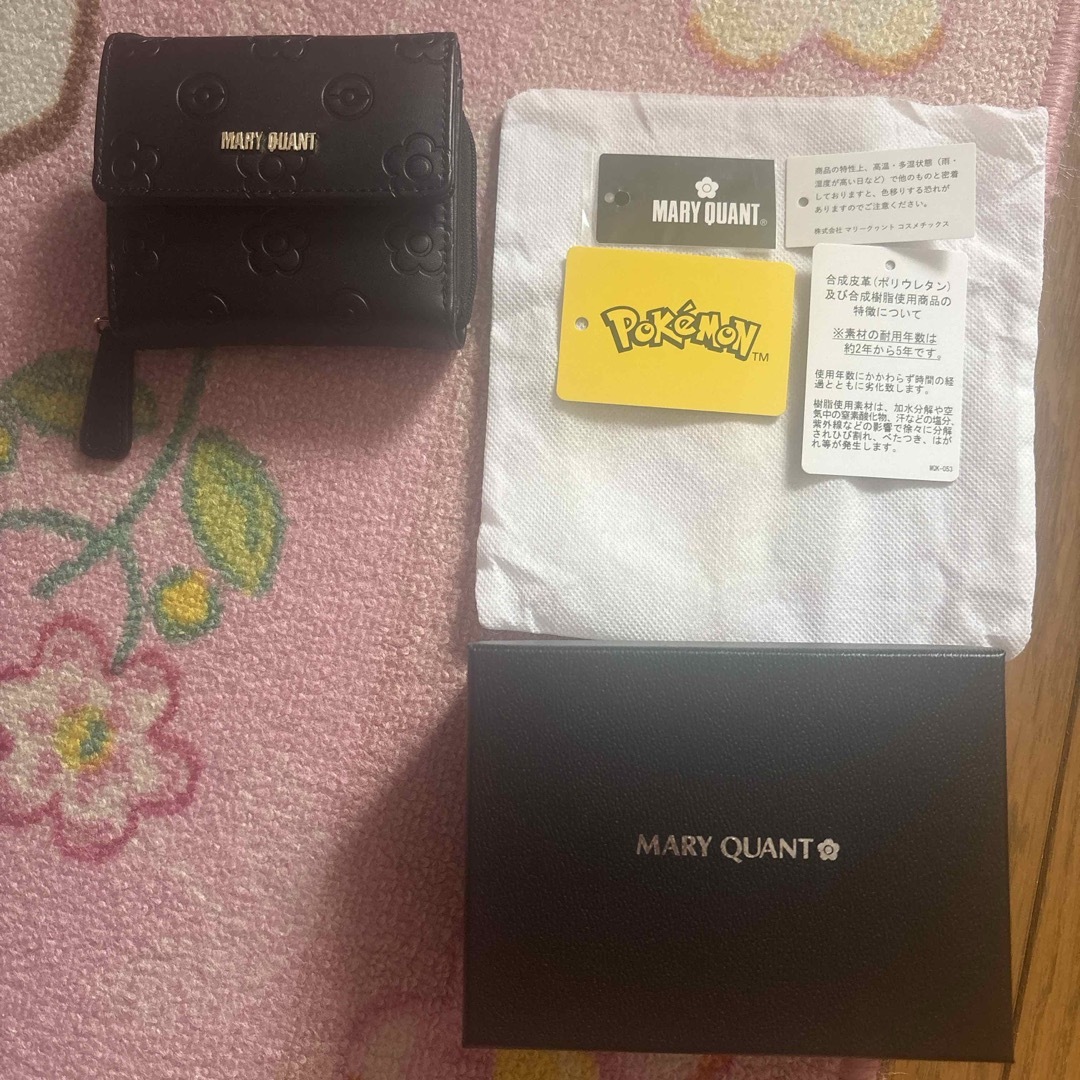 MARY QUANT
MARY QUANT®
商品の特性上、高温・多湿状態（雨・
湿度が高い日など）で他のものと密着
しておりますと、色移りする恐れが
ありますのでご注意ください。
株式会社 マリークヮント コスメチックス
POKéMON TM
合成皮革(ポリウレタン)
及び合成樹脂使用商品の
特徴について
※素材の耐用年数は
約2年から5年です。
使用年数にかかわらず時間の経
過とともに劣化致します。
樹脂使用素材は、加水分解や空
気中の窒素酸化物、汗などの塩分、
紫外線などの影響で徐々に分解
されひび割れ、べたつき、はが
れ等が発生します。
MQK-053
MARY QUANT